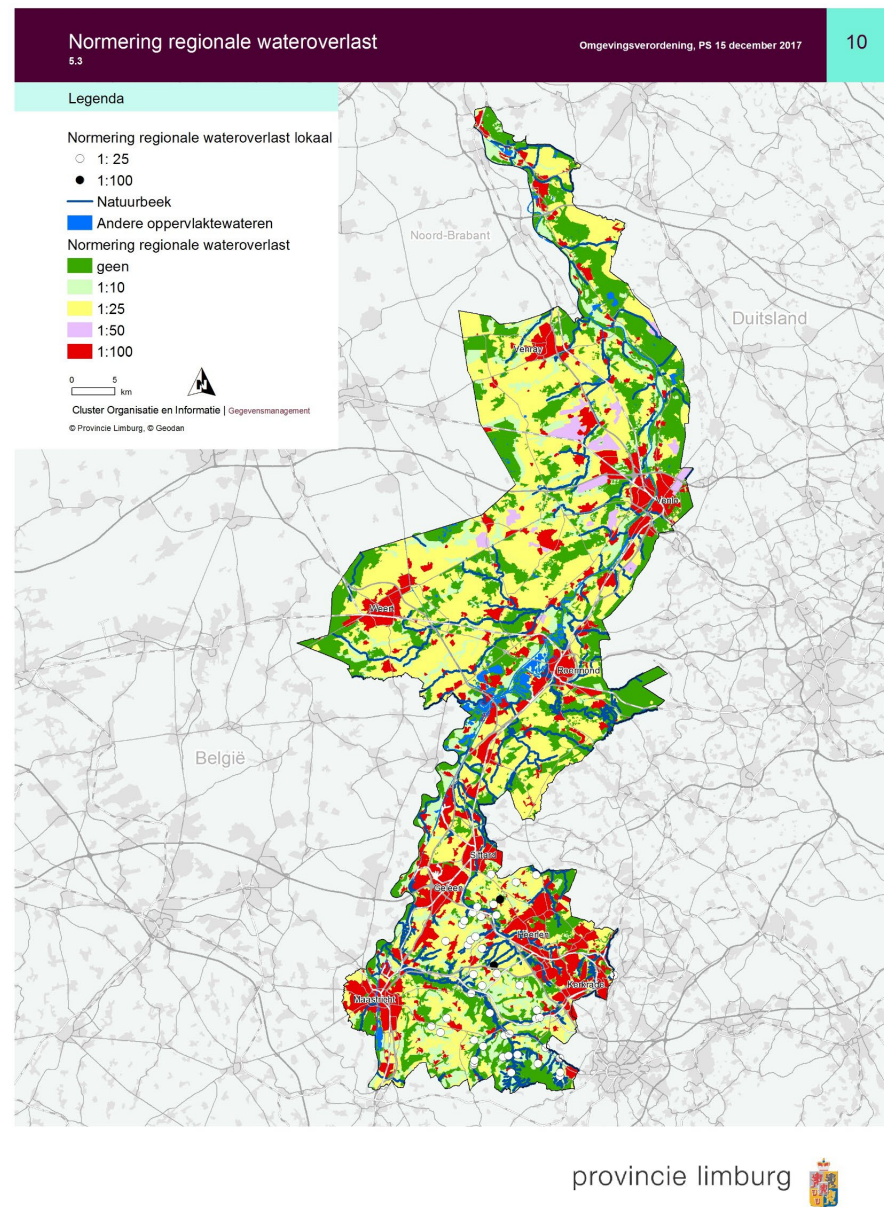 Normering regionale wateroverlast
5.3
Omgevingsverordening, PS 15 december 2017
10
Legenda
Normering regionale wateroverlast lokaal
1: 25
1:100
Natuurbeek
Andere oppervlaktewateren
Normering regionale wateroverlast
geen
1:10
1:25
1:50
1:100
0 5
km
N
Cluster Organisatie en Informatie | Gegevensmanagement
© Provincie Limburg, © Geodan
Noord-Brabant
Duitsland
Venray
Venlo
Weert
Roermond
België
Sittard
Geleen
Heerlen
Kerkrade
Maastricht
provincie limburg